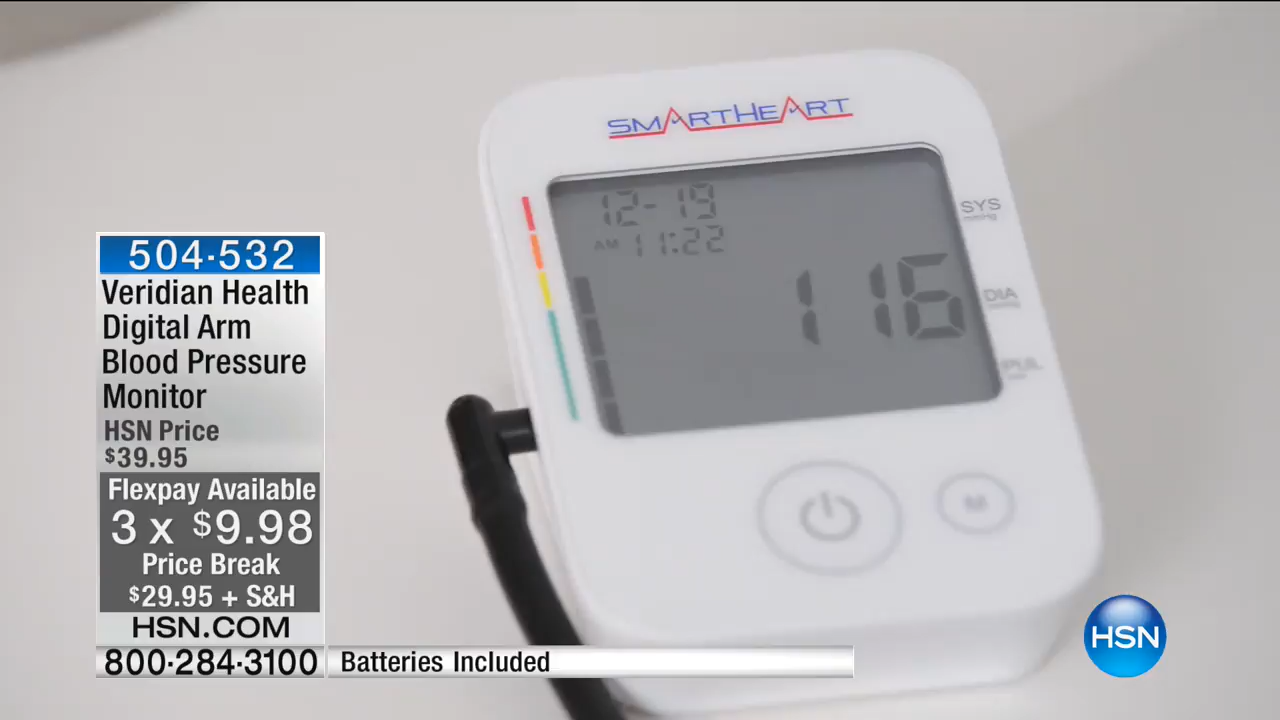 504·532
Veridian Health
Digital Arm
Blood Pressure
Monitor
HSN Price
$39.95
Flexpay Available
3 x $9.98
Price Break
$29.95 + S&H
HSN.COM
800·284·3100
Batteries Included
SMARTHEART
12-19
AM 11:22
116
SYS
mmHg
DIA
PUL
M
HSN